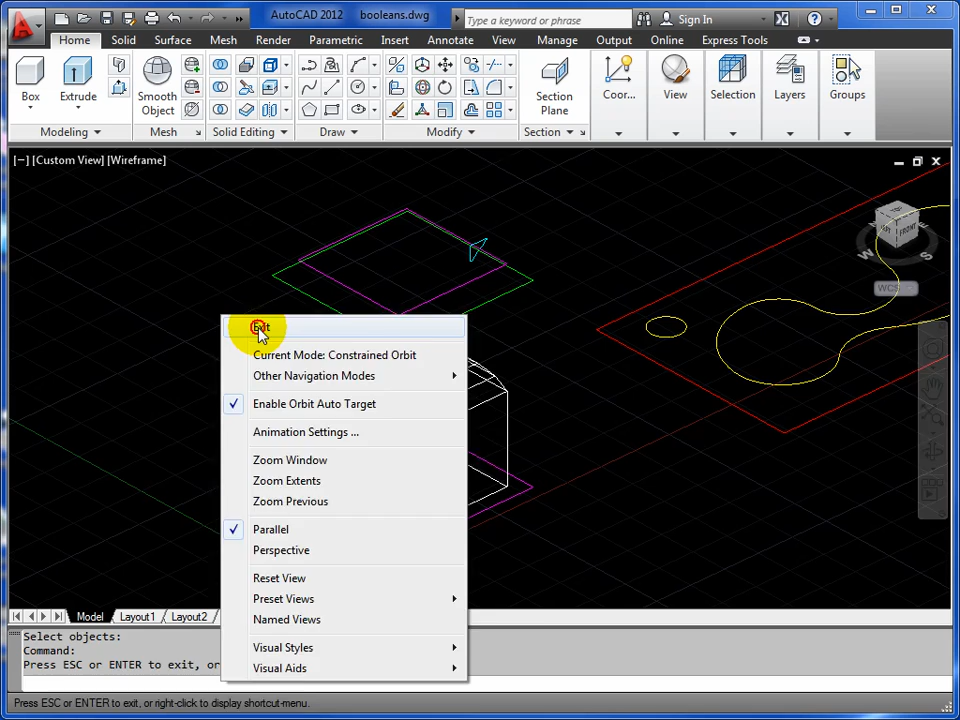 AutoCAD 2012 booleans.dwg
Type a keyword or phrase
Sign In
Home Solid Surface Mesh Render Parametric Insert Annotate View Manage Output Online Express Tools
Box
Extrude
Smooth
Object
Section
Plane
Coor...
View
Selection
Layers
Groups
Modeling
Mesh
Solid Editing
Draw
Modify
Section
[−] [Custom View] [Wireframe]
TOP
FRONT
W
S
WCS
Exit
Current Mode: Constrained Orbit
Other Navigation Modes
Enable Orbit Auto Target
Animation Settings ...
Zoom Window
Zoom Extents
Zoom Previous
Parallel
Perspective
Reset View
Preset Views
Named Views
Visual Styles
Visual Aids
Model Layout1 Layout2
Select objects:
Command:
Press ESC or ENTER to exit, or
Press ESC or ENTER to exit, or right-click to display shortcut-menu.